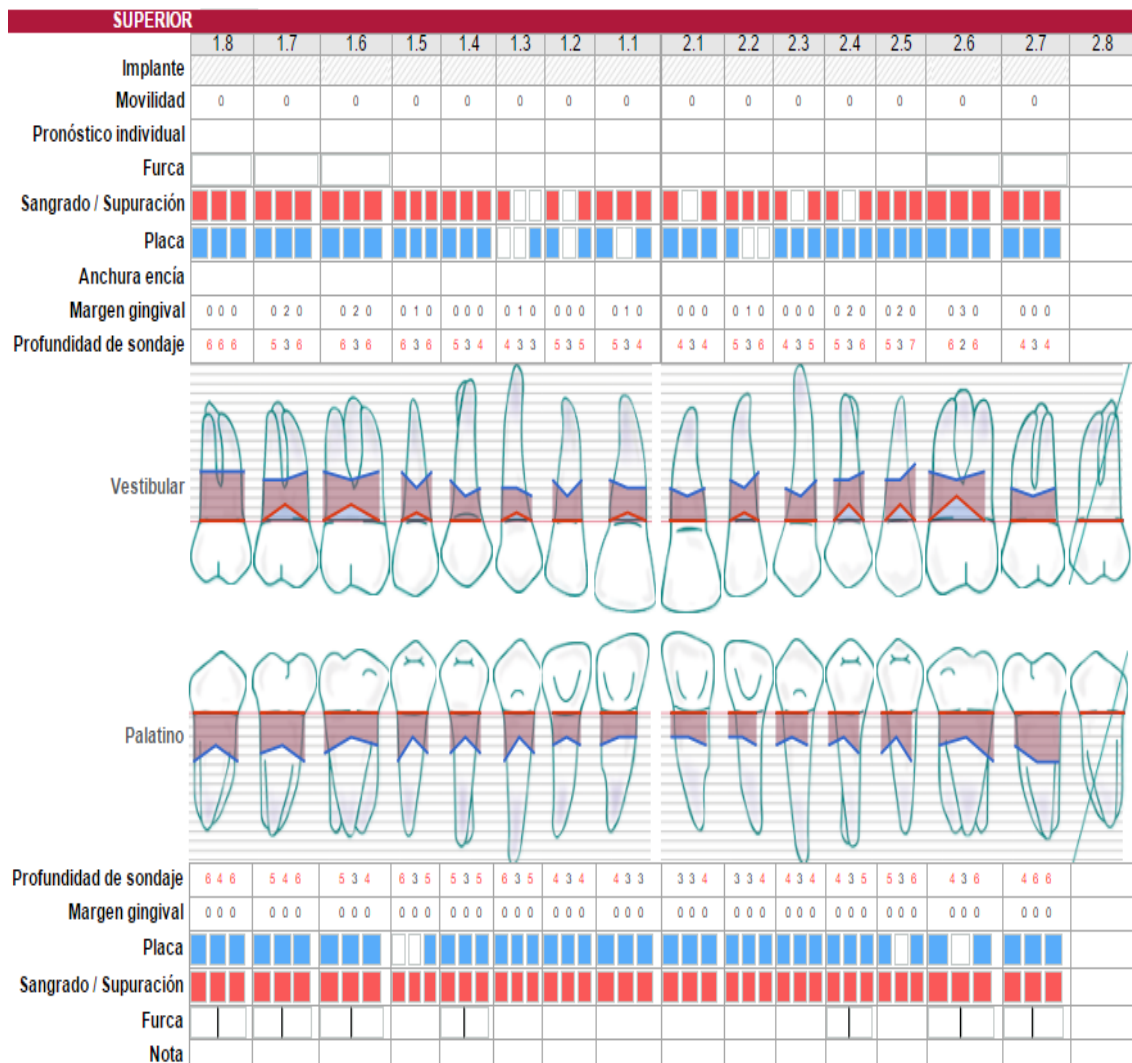 SUPERIOR
1.8 1.7 1.6 1.5 1.4 1.3 1.2 1.1 2.1 2.2 2.3 2.4 2.5 2.6 2.7 2.8
Implante
Movilidad 0 0 0 0 0 0 0 0 0 0 0 0 0 0 0
Pronóstico individual
Furca
Sangrado / Supuración
Placa
Anchura encía
Margen gingival 0 0 0 0 2 0 0 2 0 0 1 0 0 0 0 0 1 0 0 0 0 0 1 0 0 0 0 0 1 0 0 0 0 0 2 0 0 2 0 0 3 0 0 0 0
Profundidad de sondaje 6 6 6 5 3 6 6 3 6 6 3 6 5 3 4 4 3 3 5 3 5 5 3 4 4 3 4 5 3 6 4 3 5 5 3 6 5 3 7 6 2 6 4 3 4
Vestibular
Palatino
Profundidad de sondaje 6 4 6 5 4 6 5 3 4 6 3 5 5 3 5 6 3 5 4 3 4 4 3 3 3 3 4 3 3 4 4 3 4 4 3 5 5 3 6 4 3 6 4 6 6
Margen gingival 0 0 0 0 0 0 0 0 0 0 0 0 0 0 0 0 0 0 0 0 0 0 0 0 0 0 0 0 0 0 0 0 0 0 0 0 0 0 0 0 0 0 0 0 0
Placa
Sangrado / Supuración
Furca
Nota